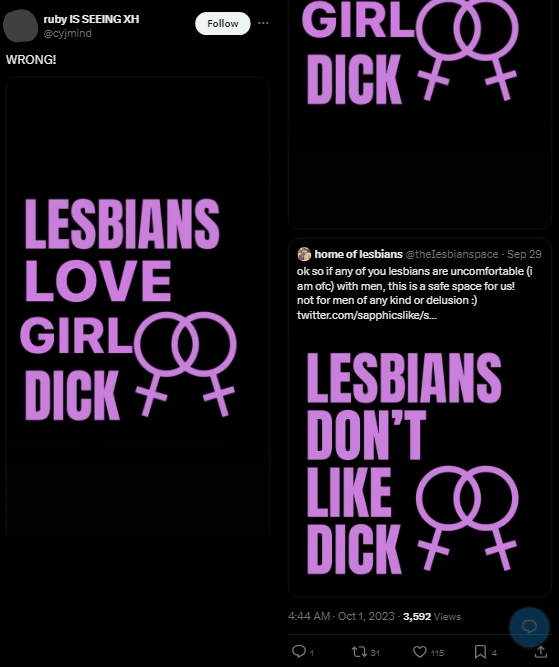 ruby IS SEEING XH
@cyjmind
Follow
WRONG!
LESBIANS
LOVE
GIRL
DICK
GIRL
DICK
home of lesbians @thelesbianspace · Sep 29
ok so if any of you lesbians are uncomfortable (i
am ofc) with men, this is a safe space for us!
not for men of any kind or delusion :)
twitter.com/sapphicslike/s...
LESBIANS
DON'T
LIKE
DICK
4:44 AM · Oct 1, 2023 · 3,592 Views
1 31 115 4